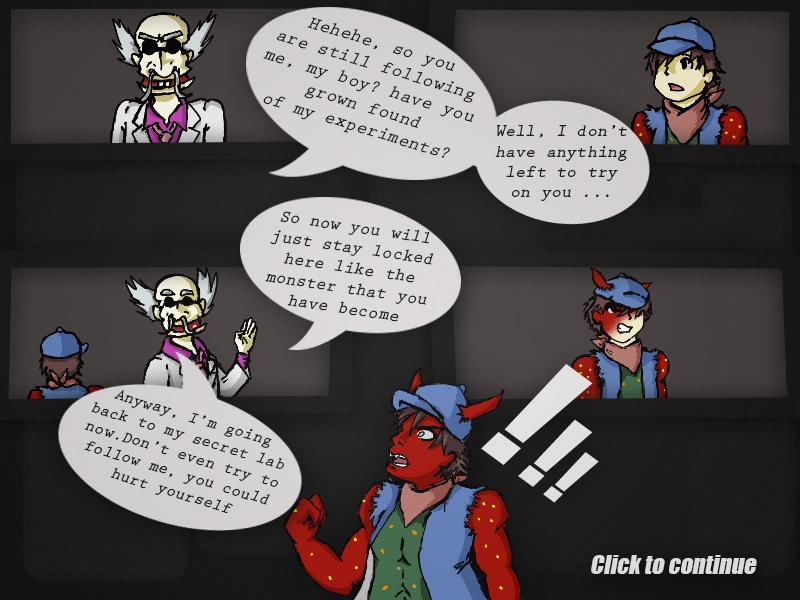 Hehehe, so you
are still following
me, my boy? have you
grown found
of my experiments?
Well, I don't
have anything
left to try
on you ...
So now you will
just stay locked
here like the
monster that you
have become
Anyway, I'm going
back to my secret lab
now.Don't even try to
follow me, you could
hurt yourself
!!!
Click to continue